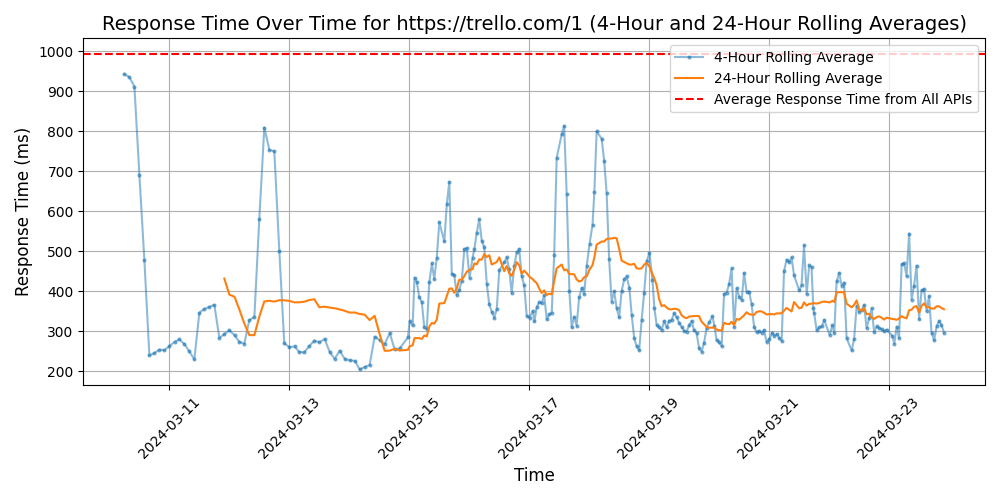 Response Time Over Time for https://trello.com/1 (4-Hour and 24-Hour Rolling Averages)
4-Hour Rolling Average
24-Hour Rolling Average
Average Response Time from All APIs
Response Time (ms)
1000
900
800
700
600
500
400
300
200
2024-03-11
2024-03-13
2024-03-15
2024-03-17
2024-03-19
2024-03-21
2024-03-23
Time